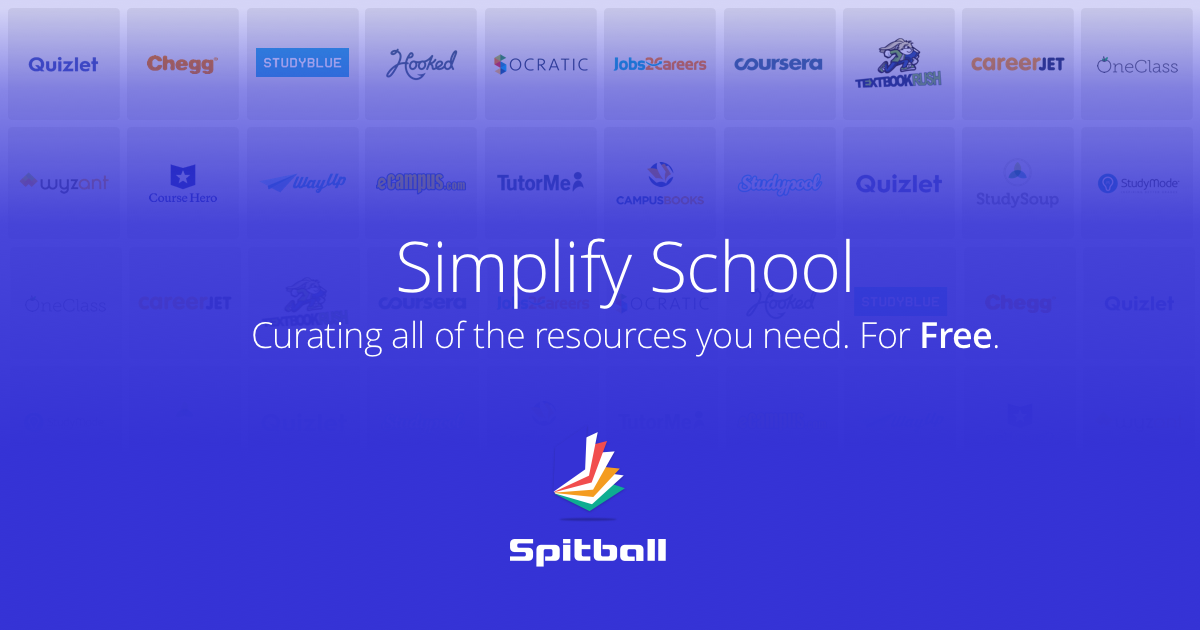 Quizlet Chegg STUDYBLUE Hooked SOCRATIC Jobs2Careers coursera TEXTBOOKRUSH careerJET OneClass
wyzant Course Hero WayUp eCampus.com TutorMe CAMPUSBOOKS Studypool Quizlet StudySoup StudyMode
Simplify School
OneClass careerJET TEXTBOOKRUSH coursera Jobs2Careers SOCRATIC Hooked STUDYBLUE Chegg Quizlet
Curating all of the resources you need. For Free.
Spitball